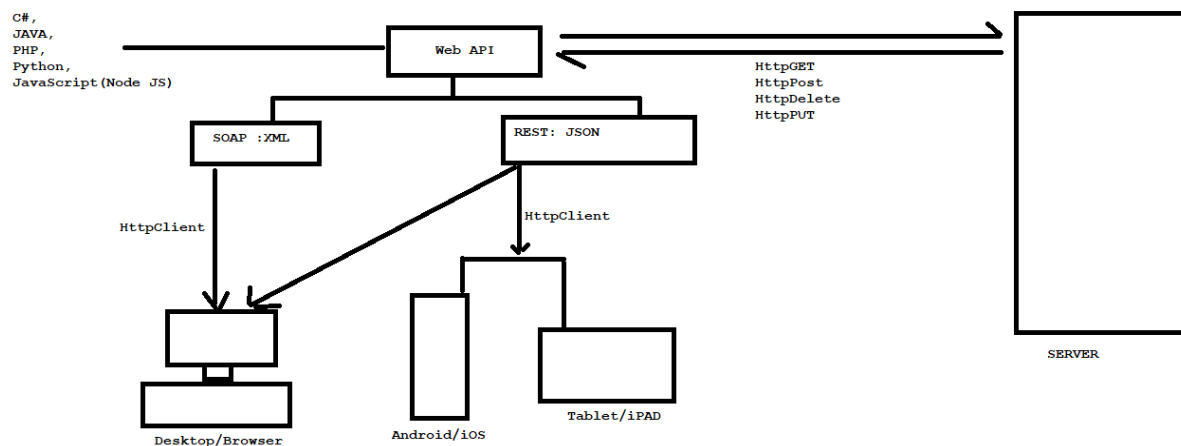 C#,
JAVA,
PHP,
Python,
JavaScript(Node JS)
Web API
HttpGET
HttpPost
HttpDelete
HttpPUT
SOAP :XML
REST: JSON
HttpClient
HttpClient
SERVER
Desktop/Browser
Android/iOS
Tablet/iPAD